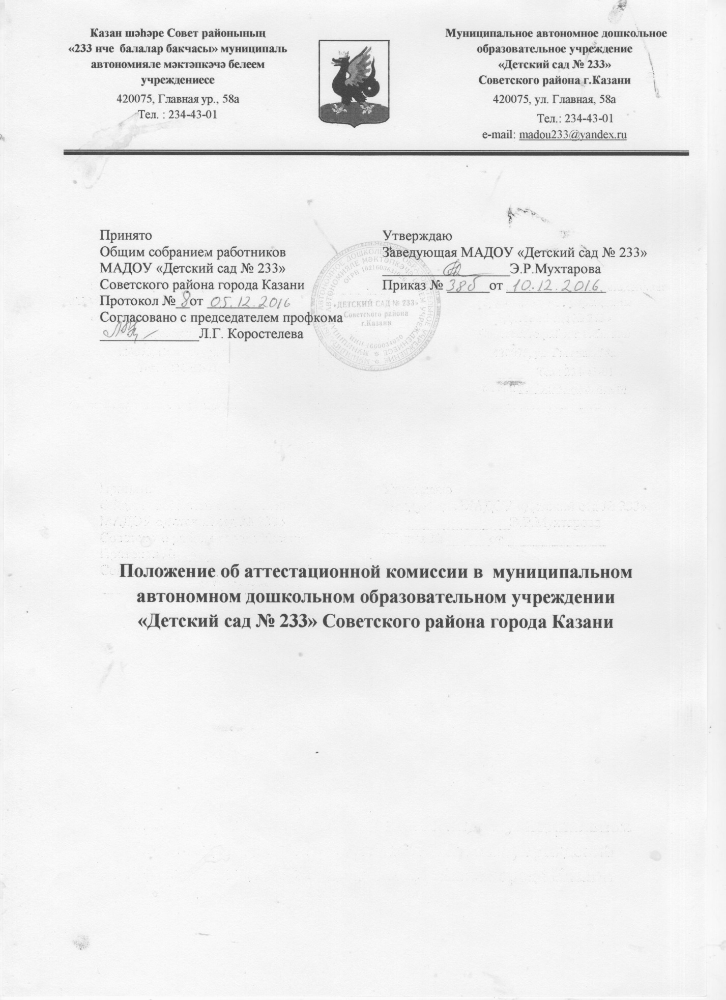 Казан шәһәре Совет районының
«233 нче балалар бакчасы» муниципаль
автономияле мәктәпкәчә белеем
учреждениесе
420075, Главная ур., 58а
Тел. : 234-43-01
Муниципальное автономное дошкольное
образовательное учреждение
«Детский сад № 233»
Советского района г.Казани
420075, ул. Главная, 58а
Тел.: 234-43-01
e-mail: madou233@yandex.ru
Принято
Общим собранием работников
МАДОУ «Детский сад № 233»
Советского района города Казани
Протокол № 8 от 05.12.2016
Согласовано с председателем профкома
Л.Г. Коростелева
Утверждаю
Заведующая МАДОУ «Детский сад № 233»
Э.Р.Мухтарова
Приказ № 38б от 10.12.2016.
«ДЕТСКИЙ САД № 233»
Советского района
г.Казани
ИНН 1660034030
Положение об аттестационной комиссии в муниципальном
автономном дошкольном образовательном учреждении
«Детский сад № 233» Советского района города Казани